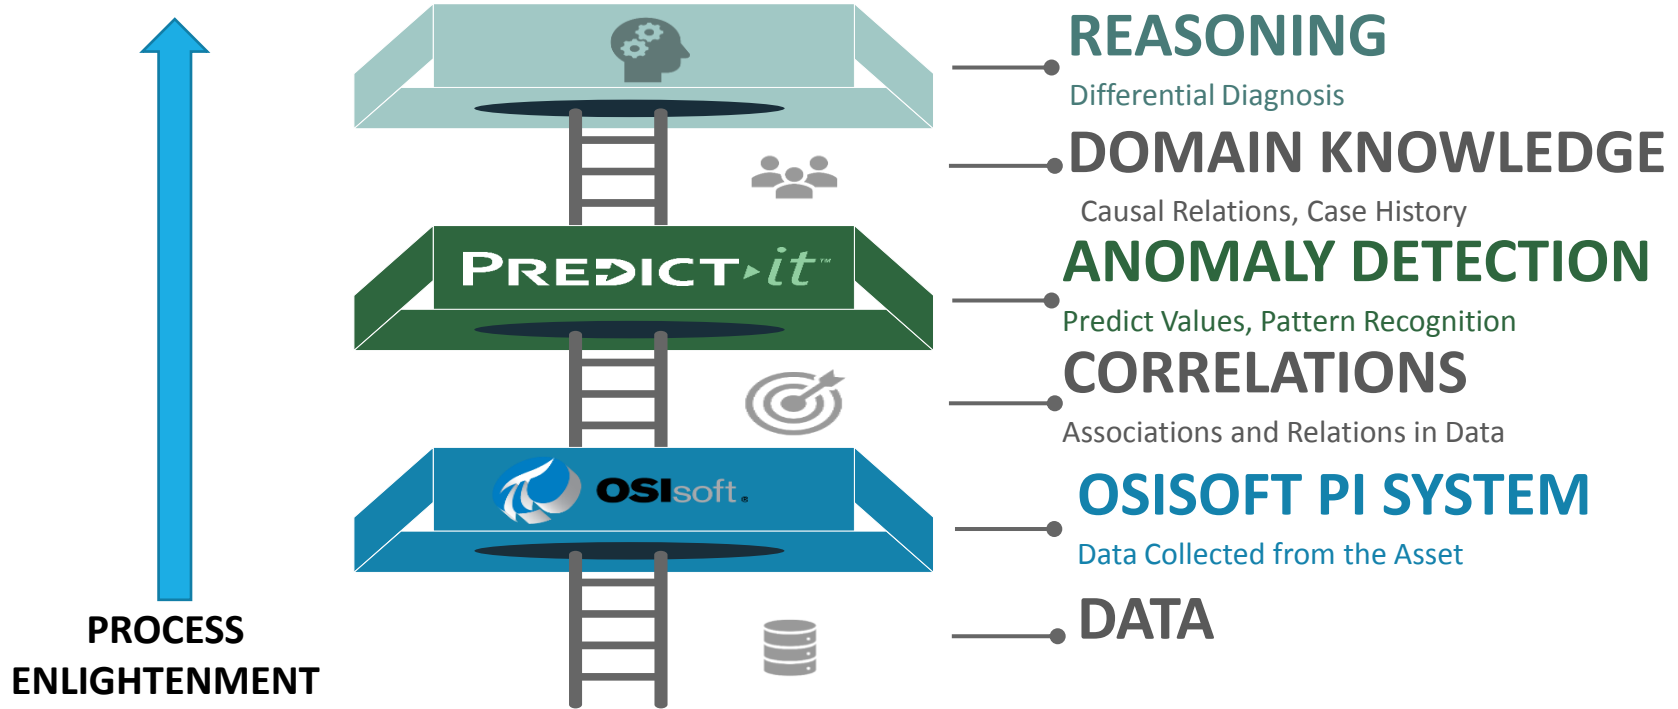 REASONING
Differential Diagnosis
DOMAIN KNOWLEDGE
Causal Relations, Case History
PREDICT it™
ANOMALY DETECTION
Predict Values, Pattern Recognition
CORRELATIONS
Associations and Relations in Data
OSIsoft®
OSISOFT PI SYSTEM
Data Collected from the Asset
DATA
PROCESS
ENLIGHTENMENT